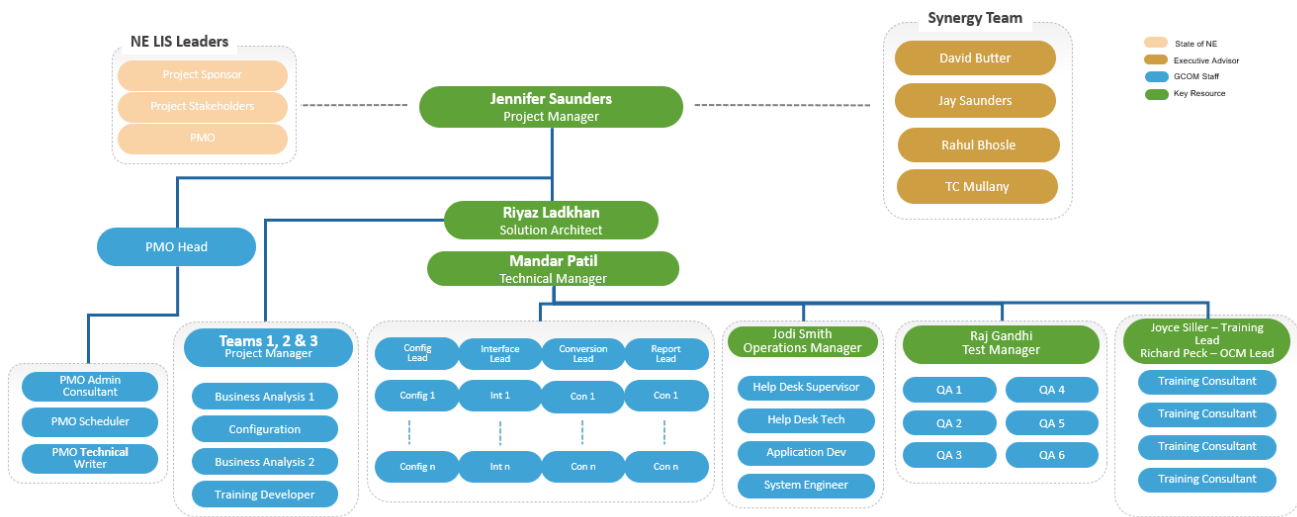 NE LIS Leaders
Project Sponsor
Project Stakeholders
PMO
Jennifer Saunders
Project Manager
Synergy Team
David Butter
Jay Saunders
Rahul Bhosle
TC Mullany
State of NE
Executive Advisor
GCOM Staff
Key Resource
Riyaz Ladkhan
Solution Architect
PMO Head
Mandar Patil
Technical Manager
PMO Admin
Consultant
PMO Scheduler
PMO Technical
Writer
Teams 1, 2 & 3
Project Manager
Business Analysis 1
Configuration
Business Analysis 2
Training Developer
Config
Lead
Interface
Lead
Conversion
Lead
Report
Lead
Config 1
Int 1
Con 1
Con 1
Config n
Int n
Con n
Con n
Jodi Smith
Operations Manager
Help Desk Supervisor
Help Desk Tech
Application Dev
System Engineer
Raj Gandhi
Test Manager
QA 1
QA 4
QA 2
QA 5
QA 3
QA 6
Joyce Siller – Training
Lead
Richard Peck – OCM Lead
Training Consultant
Training Consultant
Training Consultant
Training Consultant